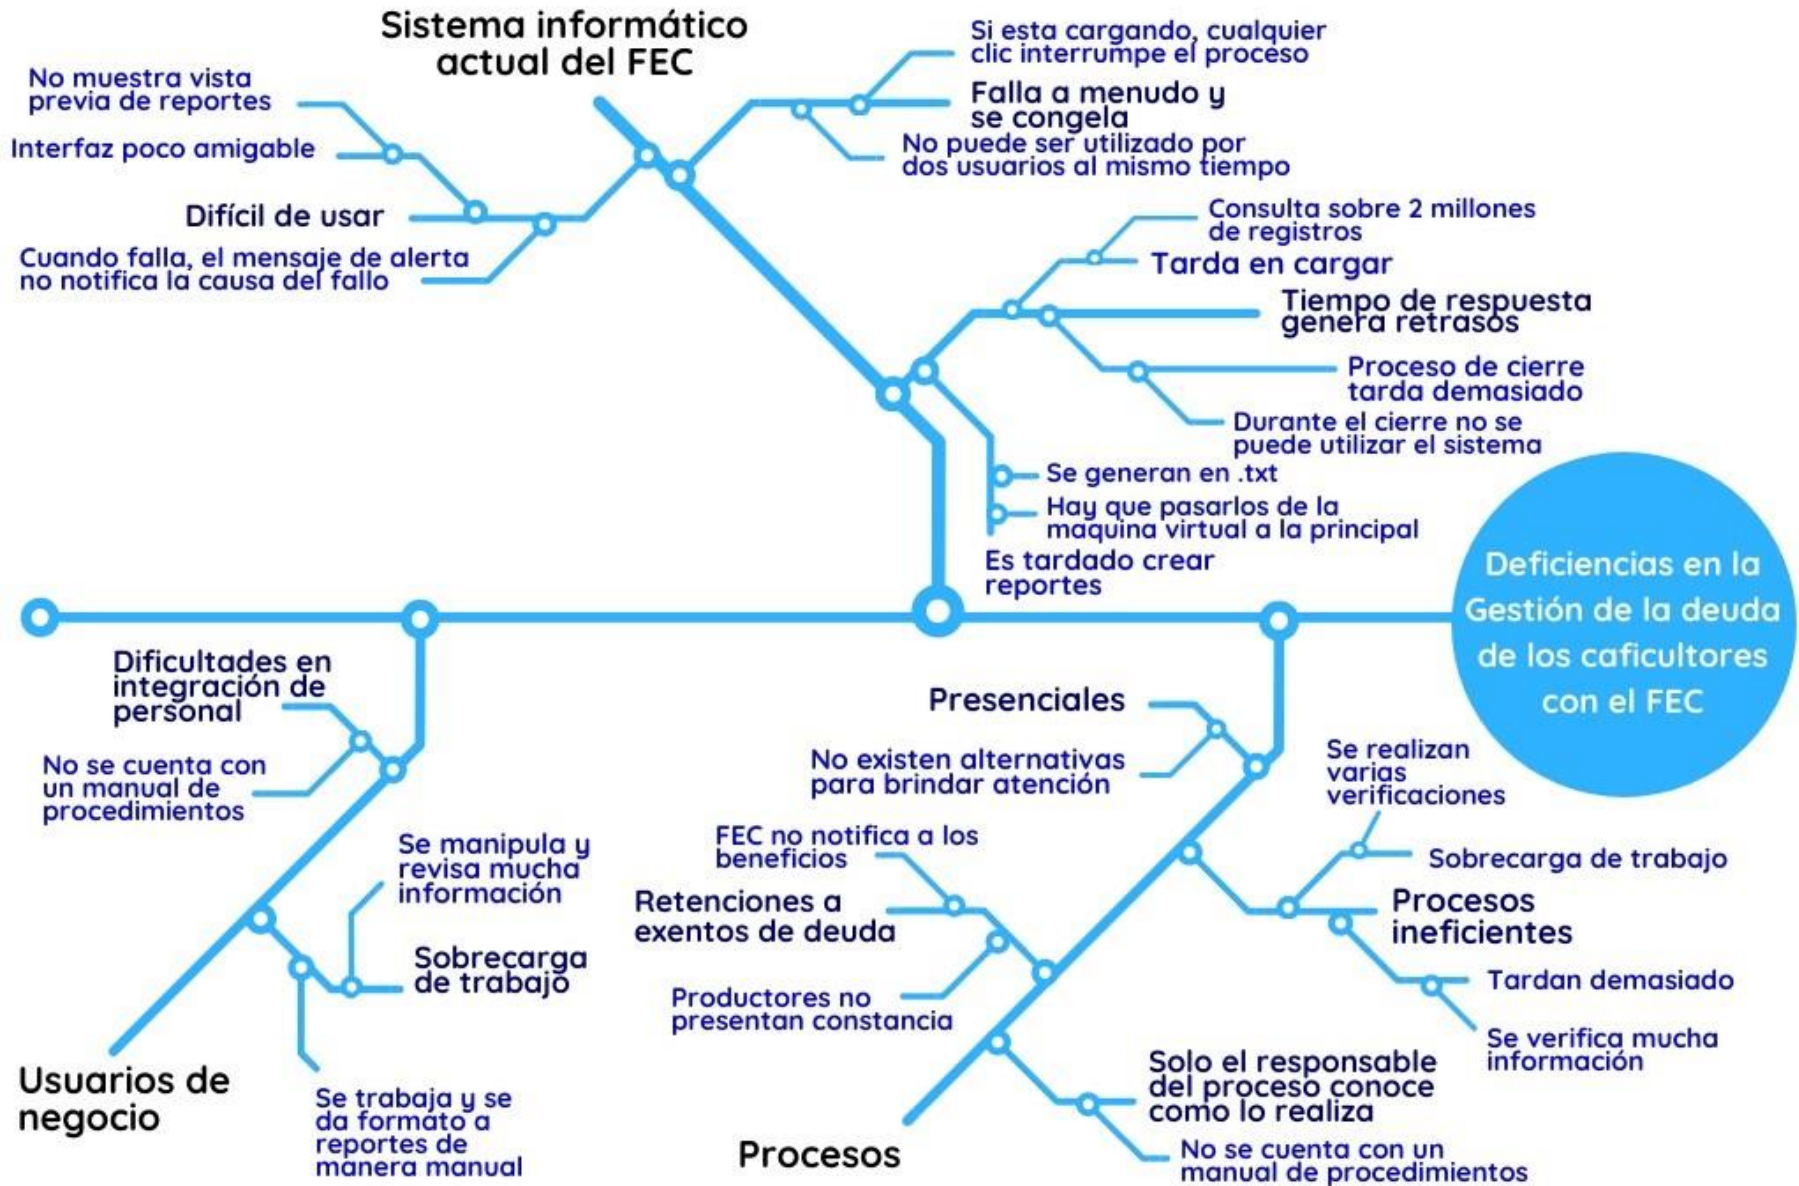 Sistema informático
actual del FEC
Si esta cargando, cualquier
clic interrumpe el proceso
No muestra vista
previa de reportes
Falla a menudo y
se congela
Interfaz poco amigable
No puede ser utilizado por
dos usuarios al mismo tiempo
Difícil de usar
Cuando falla, el mensaje de alerta
no notifica la causa del fallo
Consulta sobre 2 millones
de registros
Tarda en cargar
Tiempo de respuesta
genera retrasos
Proceso de cierre
tarda demasiado
Durante el cierre no se
puede utilizar el sistema
Se generan en .txt
Hay que pasarlos de la
maquina virtual a la principal
Es tardado crear
reportes
Deficiencias en la
Gestión de la deuda
de los caficultores
con el FEC
Dificultades en
integración de
personal
No se cuenta con
un manual de
procedimientos
Se manipula y
revisa mucha
información
Sobrecarga
de trabajo
Se trabaja y se
da formato a
reportes de
manera manual
Usuarios de
negocio
Presenciales
No existen alternativas
para brindar atención
FEC no notifica a los
beneficios
Retenciones a
exentos de deuda
Productores no
presentan constancia
Se realizan
varias
verificaciones
Sobrecarga de trabajo
Procesos
ineficientes
Tardan demasiado
Se verifica mucha
información
Solo el responsable
del proceso conoce
como lo realiza
No se cuenta con un
manual de procedimientos
Procesos